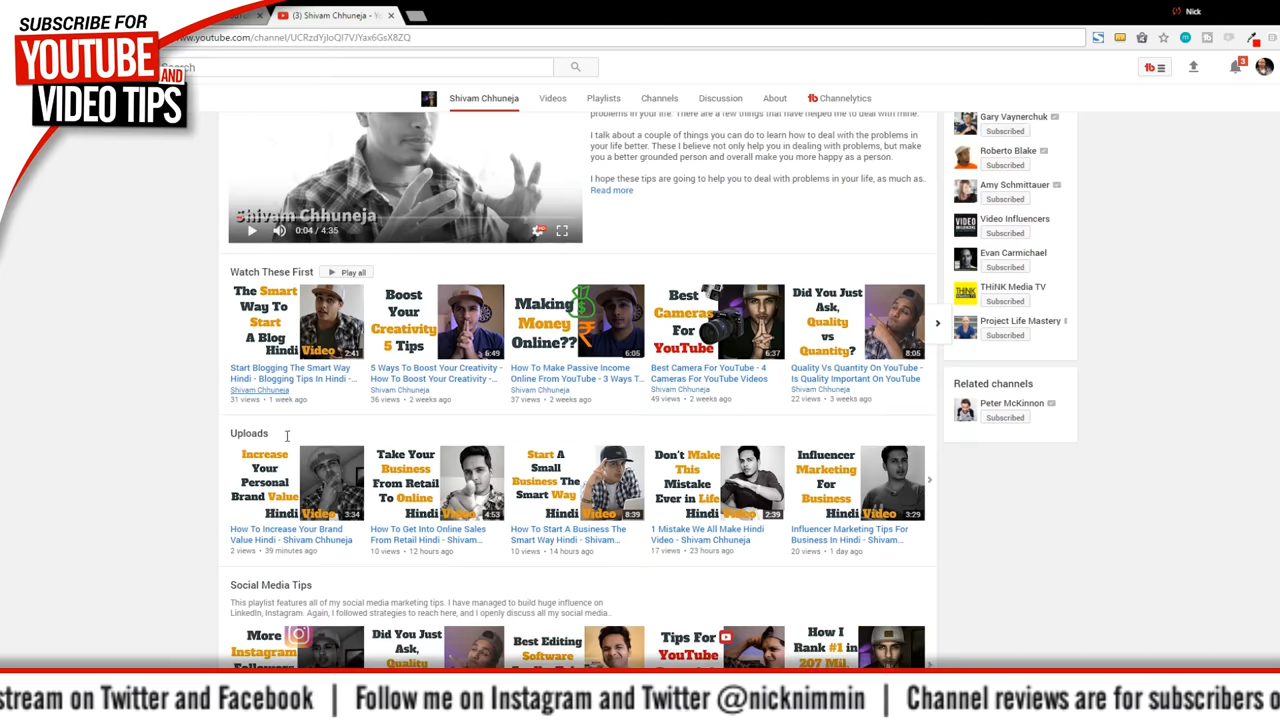 SUBSCRIBE FOR
YOUTUBE
AND
VIDEO TIPS
(3) Shivam Chhuneja - Yo
Nick
www.youtube.com/channel/UCRzdYjIoQI7VJYax6GsX8ZQ
Search
3
Shivam Chhuneja Videos Playlists Channels Discussion About Channelytics
problems in your life. There are a few things that have helped me to deal with mine.
I talk about a couple of things you can do to learn how to deal with the problems in
your life better. These I believe not only help you in dealing with problems, but make
you a better grounded person and overall make you more happy as a person.
I hope these tips are going to help you to deal with problems in your life, as much as..
Read more
Shivam Chhuneja
0:04 / 4:35
HD
Gary Vaynerchuk
Subscribed
Roberto Blake
Subscribed
Amy Schmittauer
Subscribed
Video Influencers
Subscribed
Evan Carmichael
Subscribed
THiNK Media TV
Subscribed
Project Life Mastery
Subscribed
Related channels
Peter McKinnon
Subscribed
Watch These First Play all
The Smart
Way To
Start
A Blog
Hindi Video
2:41
Start Blogging The Smart Way
Hindi - Blogging Tips In Hindi -...
Shivam Chhuneja
31 views • 1 week ago
Boost
Your
Creativity
5 Tips
6:49
5 Ways To Boost Your Creativity -
How To Boost Your Creativity -...
Shivam Chhuneja
36 views • 2 weeks ago
Making
Money
Online??
6:05
How To Make Passive Income
Online From YouTube - 3 Ways T...
Shivam Chhuneja
37 views • 2 weeks ago
Best
Cameras
For
YouTube
6:37
Best Camera For YouTube - 4
Cameras For YouTube Videos
Shivam Chhuneja
49 views • 2 weeks ago
Did You Just
Ask,
Quality
vs
Quantity?
8:05
Quality Vs Quantity On YouTube -
Is Quality Important On YouTube
Shivam Chhuneja
22 views • 3 weeks ago
Uploads
Increase
Your
Personal
Brand Value
Hindi Video
3:34
How To Increase Your Brand
Value Hindi - Shivam Chhuneja
2 views • 39 minutes ago
Take Your
Business
From Retail
To Online
Hindi Video
4:53
How To Get Into Online Sales
From Retail Hindi - Shivam...
10 views • 12 hours ago
Start A
Small
Business The
Smart Way
Hindi Video
8:39
How To Start A Business The
Smart Way Hindi - Shivam...
10 views • 14 hours ago
Don't Make
This
Mistake
Ever in Life
Hindi Video
2:39
1 Mistake We All Make Hindi
Video - Shivam Chhuneja
17 views • 23 hours ago
Influencer
Marketing
For
Business
Hindi Video
3:29
Influencer Marketing Tips For
Business In Hindi - Shivam...
20 views • 1 day ago
Social Media Tips
This playlist features all of my social media marketing tips. I have managed to build huge influence on
LinkedIn, Instagram. Again, I followed strategies to reach here, and I openly discuss all my social media..
More
Instagram
Did You Just
Ask,
Quality
Best Editing
Software
Tips For
YouTube
How I
Rank #1 in
207 Mil.
stream on Twitter and Facebook | Follow me on Instagram and Twitter @nicknimmin | Channel reviews are for subscribers o